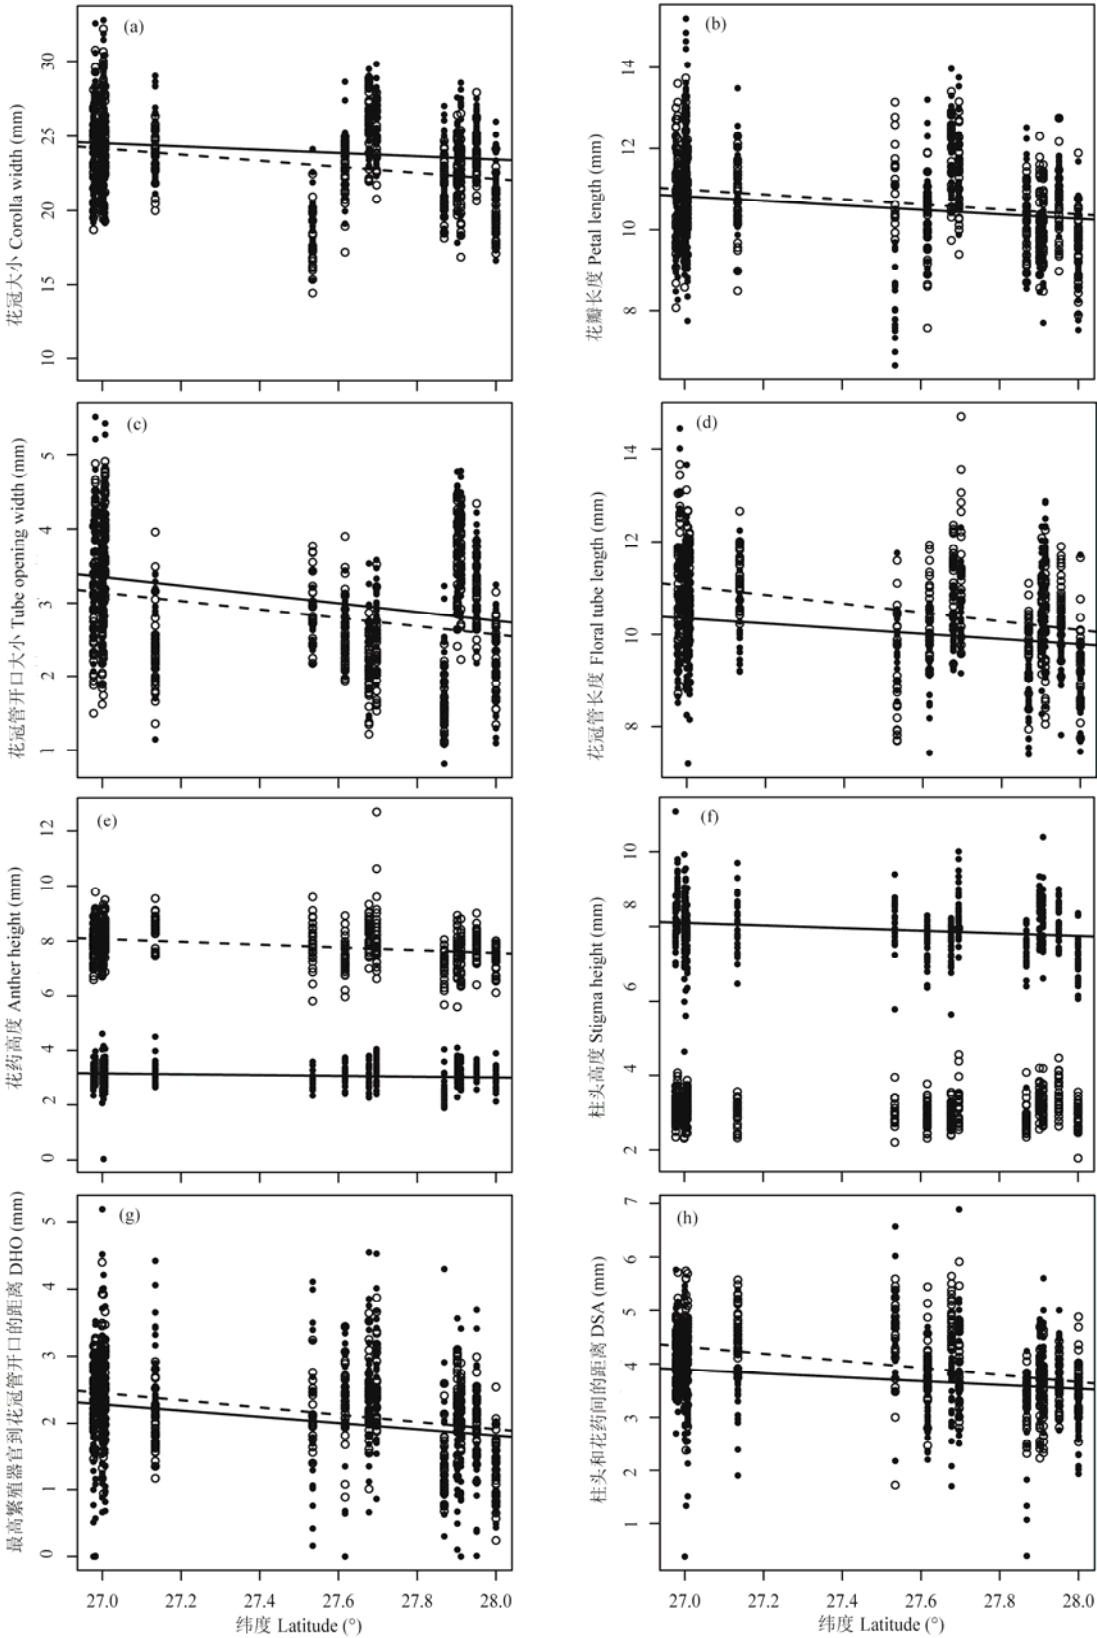 (a)
花冠大小 Corolla width (mm)
30
25
20
15
10
(b)
花瓣长度 Petal length (mm)
14
12
10
8
(c)
花冠管开口大小 Tube opening width (mm)
5
4
3
2
1
(d)
花冠管长度 Floral tube length (mm)
14
12
10
8
(e)
花药高度 Anther height (mm)
12
10
8
6
4
2
0
(f)
柱头高度 Stigma height (mm)
10
8
6
4
2
(g)
最高繁殖器官到花冠管开口的距离 DHO (mm)
5
4
3
2
1
0
27.0 27.2 27.4 27.6 27.8 28.0
纬度 Latitude (°)
(h)
柱头和花药间的距离 DSA (mm)
7
6
5
4
3
2
1
27.0 27.2 27.4 27.6 27.8 28.0
纬度 Latitude (°)